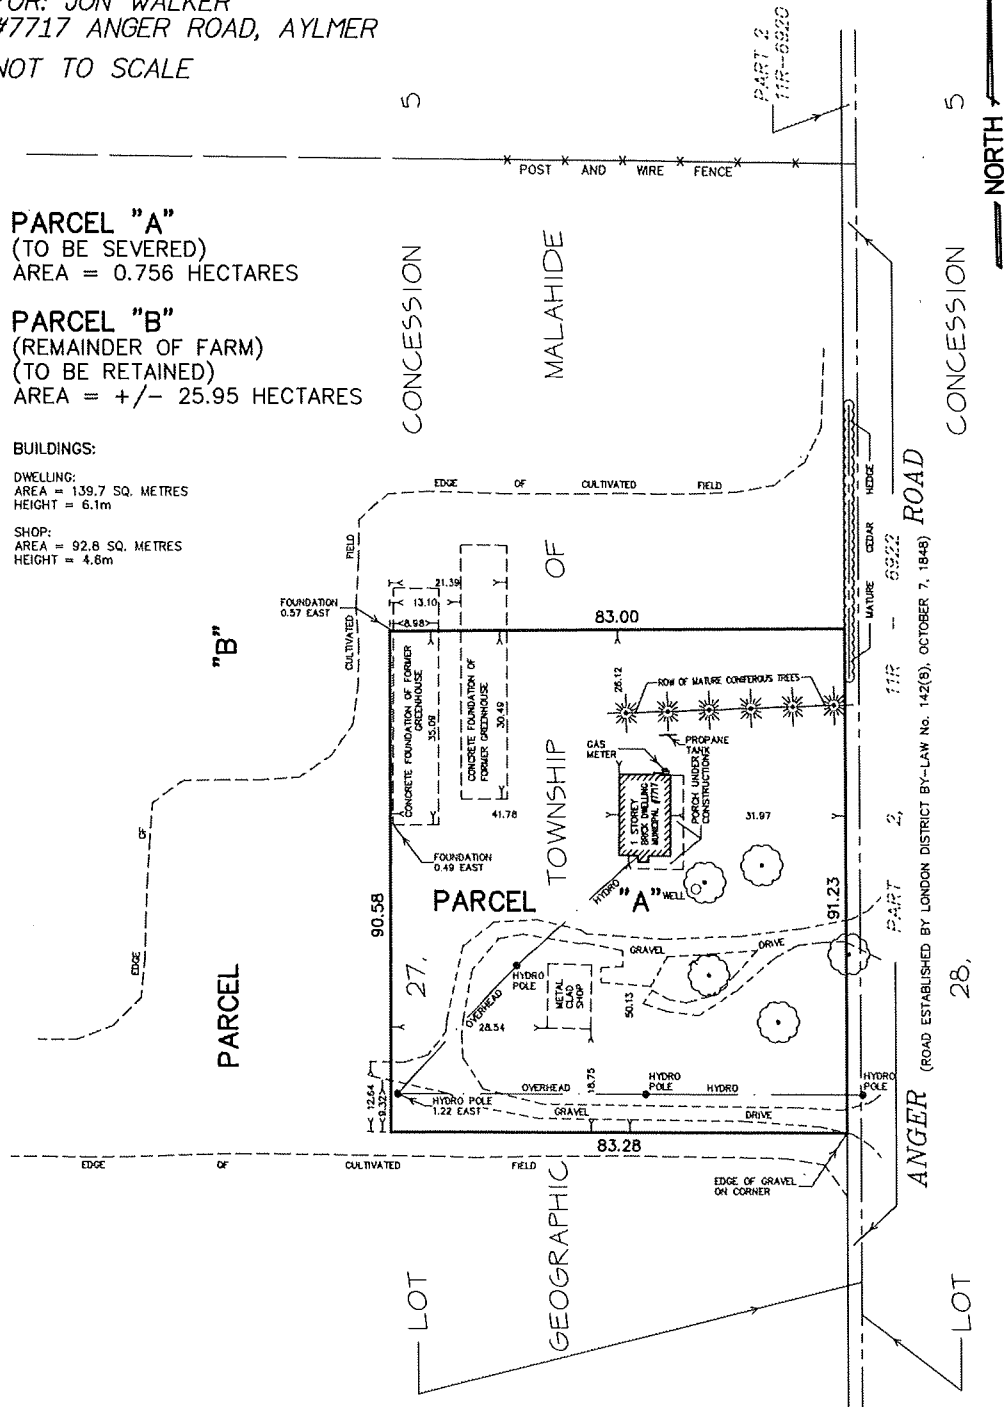 FOR: JON WALKER
#7717 ANGER ROAD, AYLMER
NOT TO SCALE
PART 2
11R-6920
5
5
NORTH
POST AND WIRE FENCE
PARCEL "A"
(TO BE SEVERED)
AREA = 0.756 HECTARES
PARCEL "B"
(REMAINDER OF FARM)
(TO BE RETAINED)
AREA = +/- 25.95 HECTARES
BUILDINGS:
DWELLING:
AREA = 139.7 SQ. METRES
HEIGHT = 6.1m
SHOP:
AREA = 92.8 SQ. METRES
HEIGHT = 4.6m
CONCESSION
MALAHIDE
CONCESSION
EDGE OF CULTIVATED FIELD
MATURE CEDAR HEDGE
OF
FOUNDATION
0.57 EAST
21.39
13.10
8.98
83.00
"B"
EDGE OF CULTIVATED FIELD
CONCRETE FOUNDATION OF FORMER
GREENHOUSE
35.09
CONCRETE FOUNDATION OF
FORMER GREENHOUSE
30.49
26.12
ROW OF MATURE CONIFEROUS TREES
GAS
METER
PROPANE
TANK
PORCH UNDER
CONSTRUCTION
1 STOREY
BRICK DWELLING
MUNICIPAL #7717
31.97
41.78
TOWNSHIP
FOUNDATION
0.49 EAST
PARCEL "A"
WELL
HYDRO
90.58
91.23
GRAVEL DRIVE
HYDRO
POLE
METAL
CLAD
SHOP
OVERHEAD
28.54
50.13
27,
28,
PARCEL
18.75
12.64
9.32
HYDRO POLE
1.22 EAST
OVERHEAD HYDRO
HYDRO
POLE
HYDRO
POLE
GRAVEL DRIVE
83.28
EDGE OF CULTIVATED FIELD
EDGE OF GRAVEL
ON CORNER
ANGER ROAD
(ROAD ESTABLISHED BY LONDON DISTRICT BY-LAW No. 142(8), OCTOBER 7, 1848)
PART 2, 11R - 6922
GEOGRAPHIC
LOT
LOT